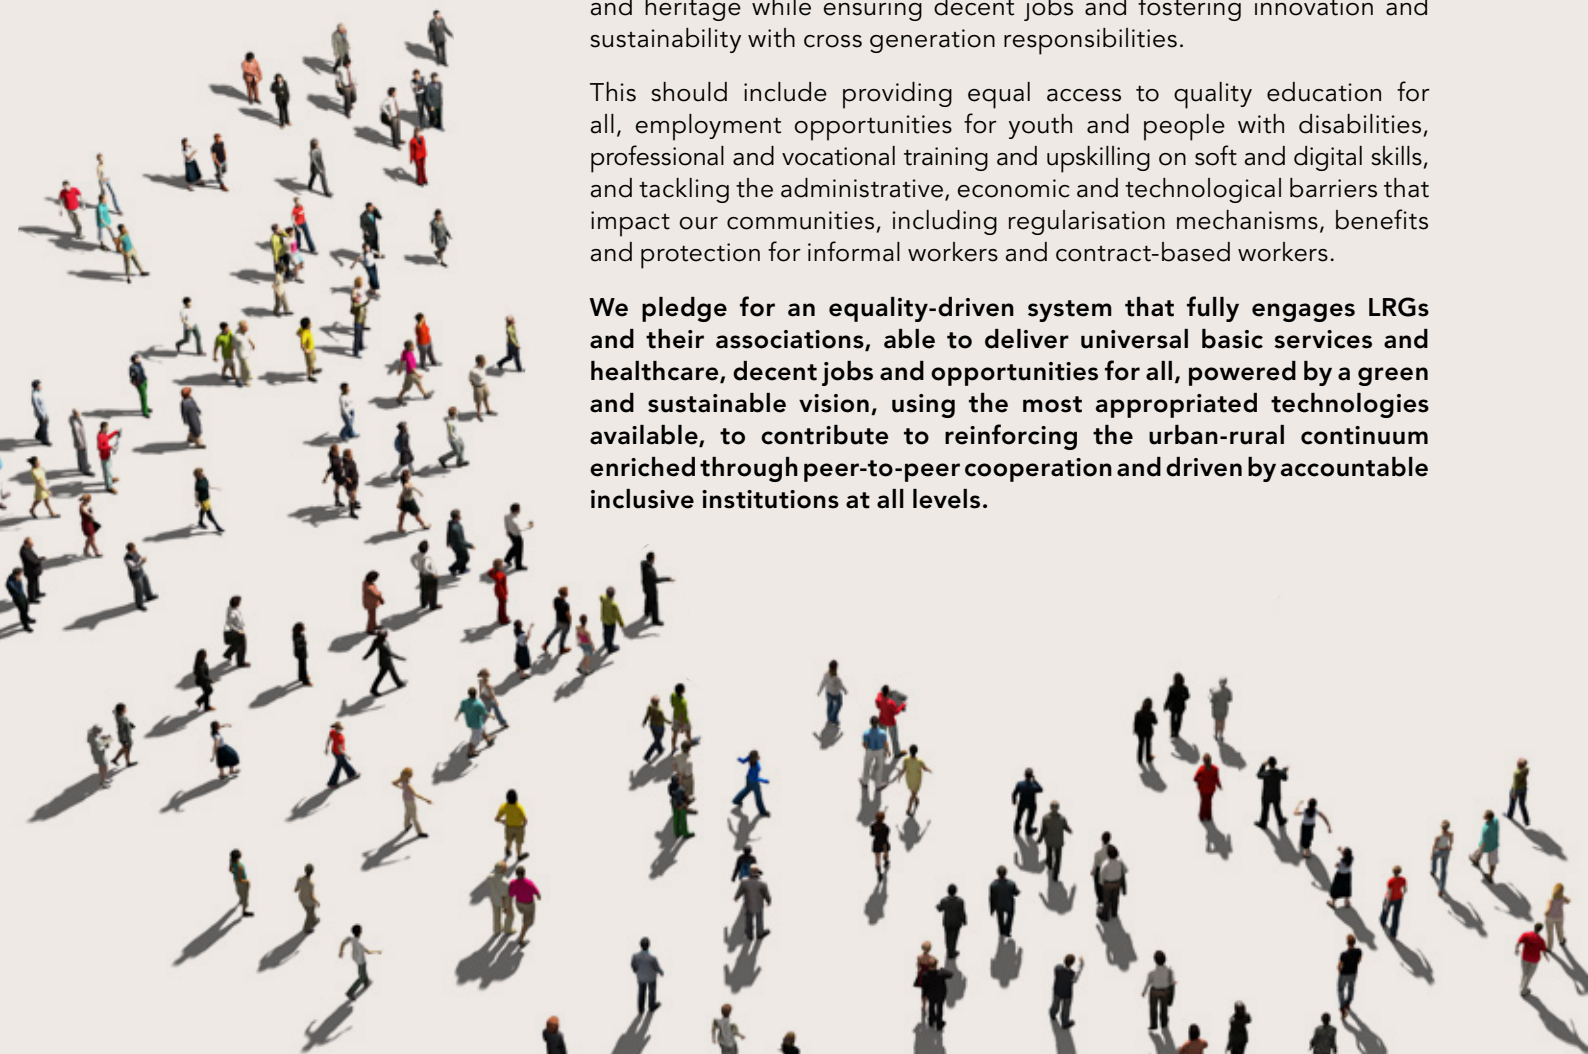 and heritage while ensuring decent jobs and fostering innovation and
sustainability with cross generation responsibilities.
This should include providing equal access to quality education for
all, employment opportunities for youth and people with disabilities,
professional and vocational training and upskilling on soft and digital skills,
and tackling the administrative, economic and technological barriers that
impact our communities, including regularisation mechanisms, benefits
and protection for informal workers and contract-based workers.
We pledge for an equality-driven system that fully engages LRGs
and their associations, able to deliver universal basic services and
healthcare, decent jobs and opportunities for all, powered by a green
and sustainable vision, using the most appropriated technologies
available, to contribute to reinforcing the urban-rural continuum
enriched through peer-to-peer cooperation and driven by accountable
inclusive institutions at all levels.